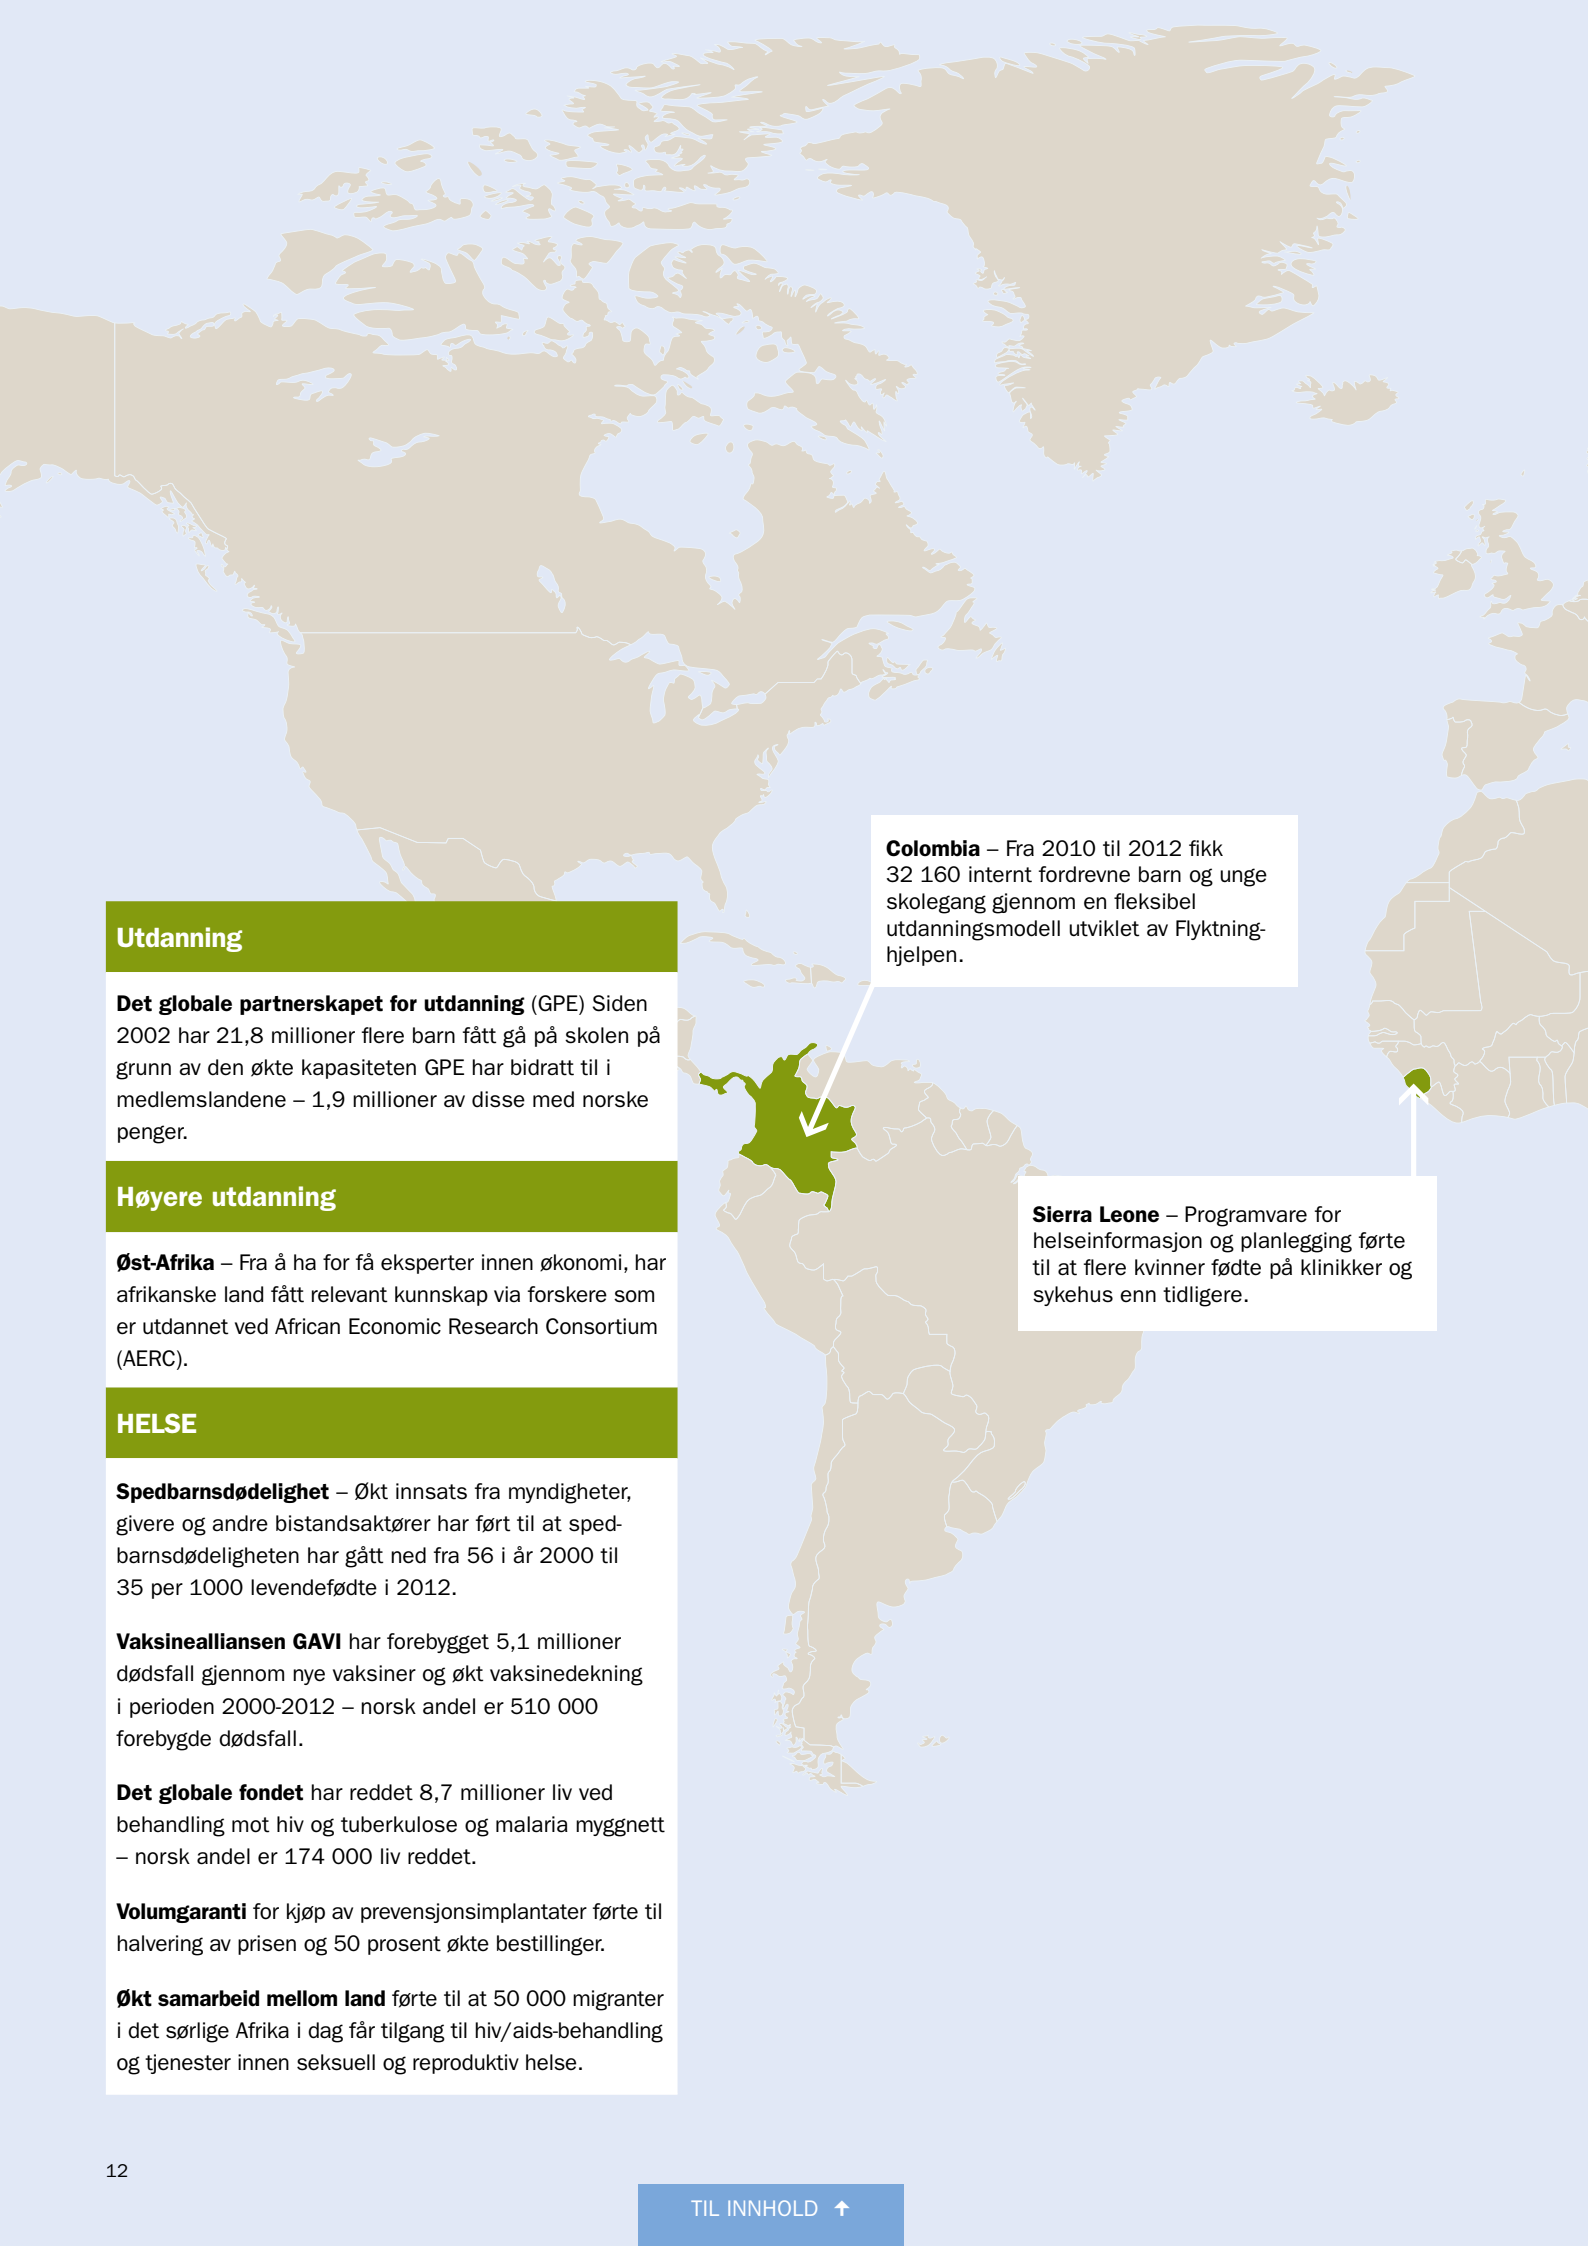 Colombia – Fra 2010 til 2012 fikk
32 160 internt fordrevne barn og unge
skolegang gjennom en fleksibel
utdanningsmodell utviklet av Flyktning-
hjelpen.
Utdanning
Det globale partnerskapet for utdanning (GPE) Siden
2002 har 21,8 millioner flere barn fått gå på skolen på
grunn av den økte kapasiteten GPE har bidratt til i
medlemslandene – 1,9 millioner av disse med norske
penger.
Høyere utdanning
Øst-Afrika – Fra å ha for få eksperter innen økonomi, har
afrikanske land fått relevant kunnskap via forskere som
er utdannet ved African Economic Research Consortium
(AERC).
Sierra Leone – Programvare for
helseinformasjon og planlegging førte
til at flere kvinner fødte på klinikker og
sykehus enn tidligere.
HELSE
Spedbarnsdødelighet – Økt innsats fra myndigheter,
givere og andre bistandsaktører har ført til at sped-
barnsdødeligheten har gått ned fra 56 i år 2000 til
35 per 1000 levendefødte i 2012.
Vaksinealliansen GAVI har forebygget 5,1 millioner
dødsfall gjennom nye vaksiner og økt vaksinedekning
i perioden 2000-2012 – norsk andel er 510 000
forebygde dødsfall.
Det globale fondet har reddet 8,7 millioner liv ved
behandling mot hiv og tuberkulose og malaria myggnett
– norsk andel er 174 000 liv reddet.
Volumgaranti for kjøp av prevensjonsimplantater førte til
halvering av prisen og 50 prosent økte bestillinger.
Økt samarbeid mellom land førte til at 50 000 migranter
i det sørlige Afrika i dag får tilgang til hiv/aids-behandling
og tjenester innen seksuell og reproduktiv helse.
12
TIL INNHOLD